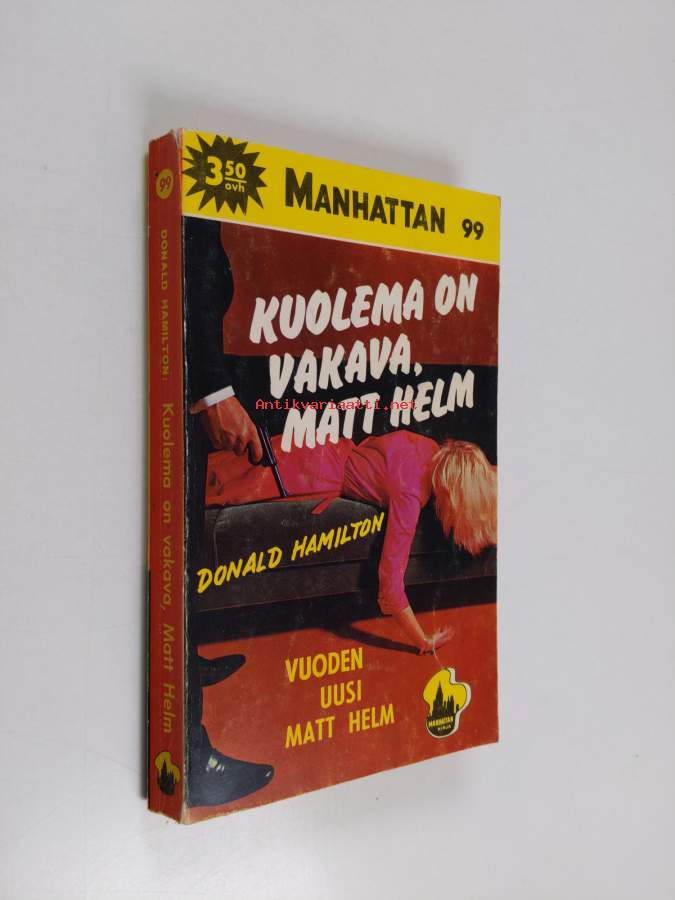 3 50
ovh
MANHATTAN 99
KUOLEMA ON
VAKAVA,
MATT HELM
Antikvariaatti.net
DONALD HAMILTON
VUODEN
UUSI
MATT HELM
MANHATTAN
KIRJA
99
DONALD HAMILTON: Kuolema on vakava, Matt Helm